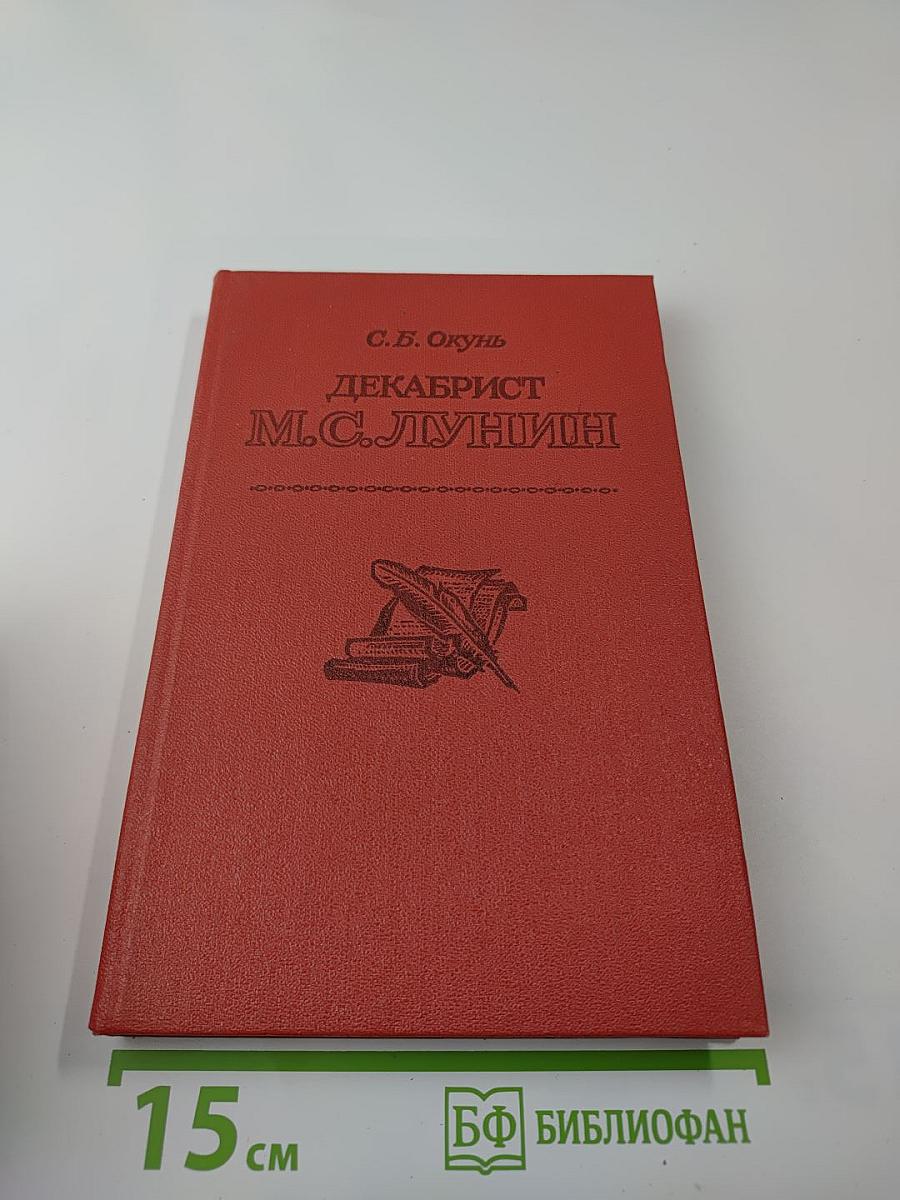 С. Б. Окунь
ДЕКАБРИСТ
М.С.ЛУНИН
15 см
БФ БИБЛИОФАН